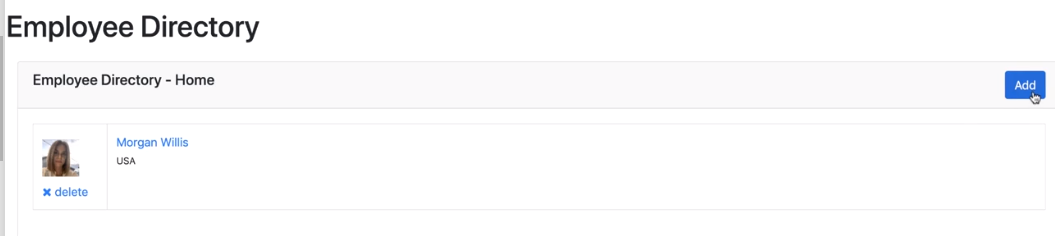 Employee Directory
Employee Directory - Home
Add
Morgan Willis
USA
✖ delete